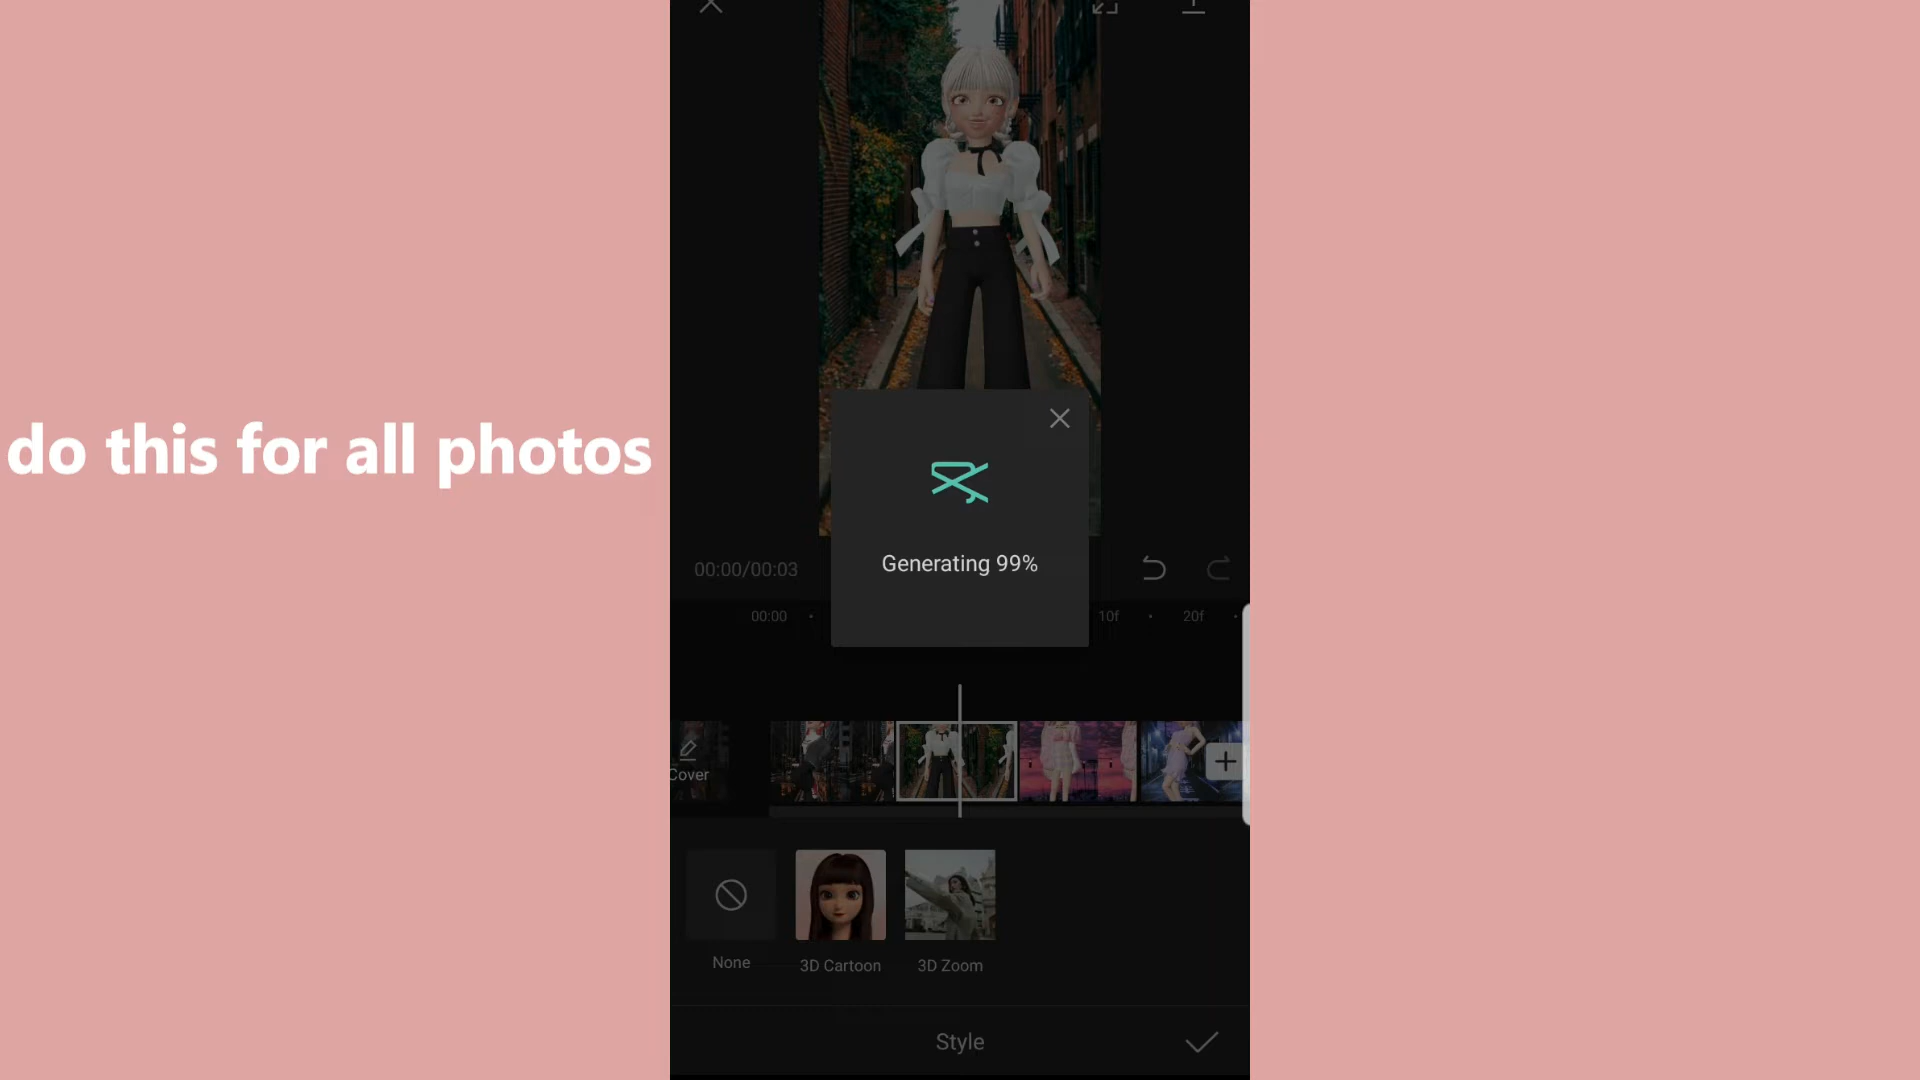 do this for all photos
Generating 99%
00:00/00:03
00:00
10f
20f
Cover
None
3D Cartoon
3D Zoom
Style